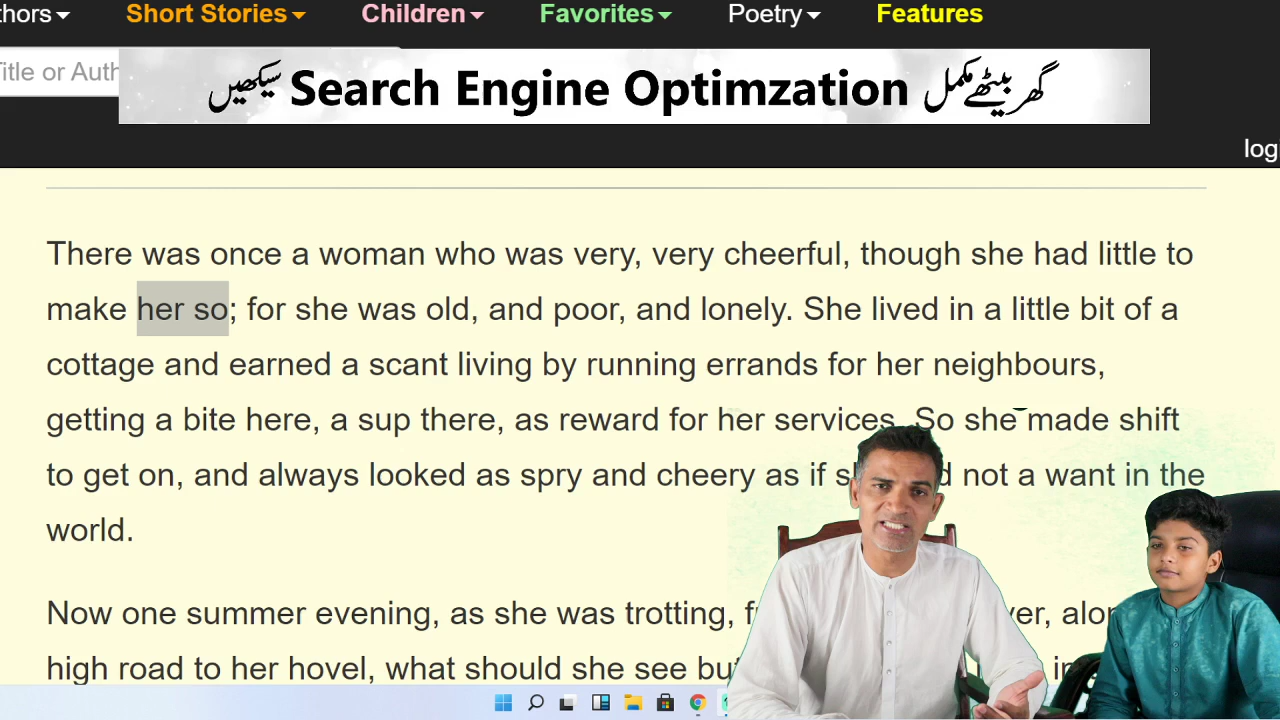 thors Short Stories Children Favorites Poetry Features
Title or Auth
گھر بیٹھے مکمل Search Engine Optimzation سیکھیں
log
There was once a woman who was very, very cheerful, though she had little to
make her so; for she was old, and poor, and lonely. She lived in a little bit of a
cottage and earned a scant living by running errands for her neighbours,
getting a bite here, a sup there, as reward for her services. So she made shift
to get on, and always looked as spry and cheery as if s d not a want in the
world.
Now one summer evening, as she was trotting, f ver, alon
high road to her hovel, what should she see but in